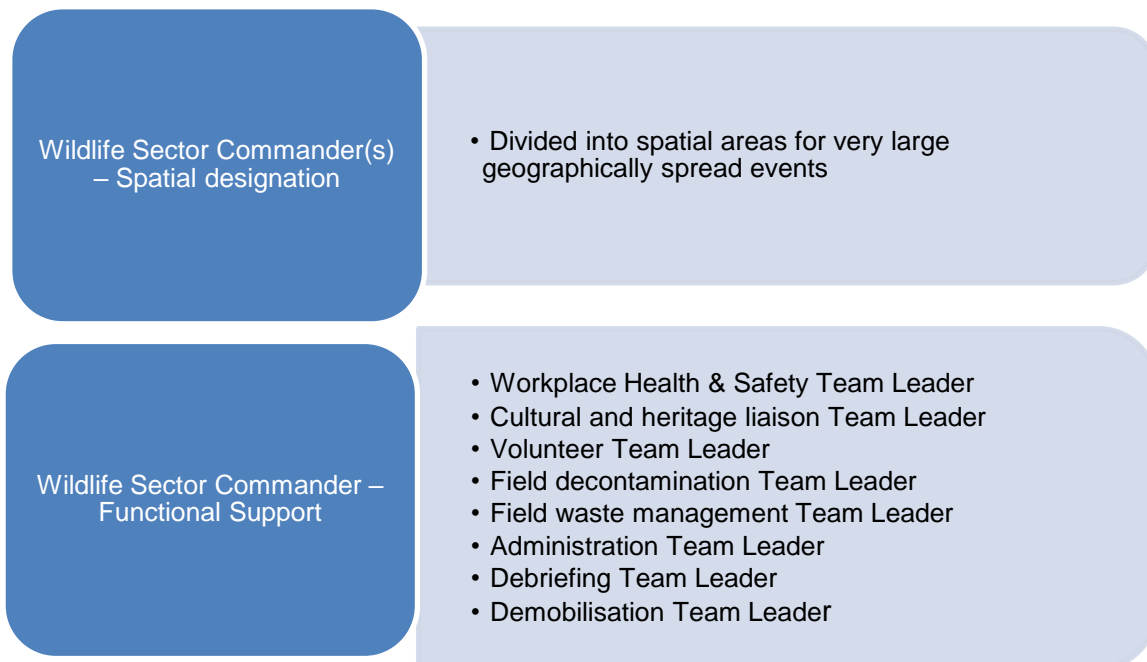 Wildlife Sector Commander(s)
– Spatial designation
• Divided into spatial areas for very large
geographically spread events
Wildlife Sector Commander –
Functional Support
• Workplace Health & Safety Team Leader
• Cultural and heritage liaison Team Leader
• Volunteer Team Leader
• Field decontamination Team Leader
• Field waste management Team Leader
• Administration Team Leader
• Debriefing Team Leader
• Demobilisation Team Leader